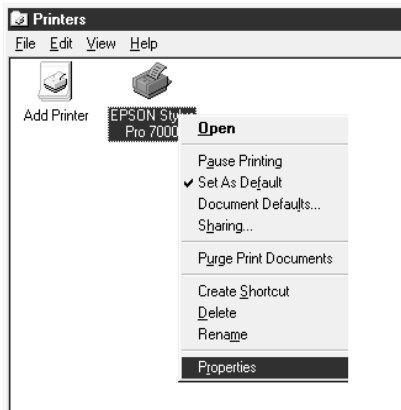 Printers
File Edit View Help
Add Printer
EPSON
Pro 7000
Open
Pause Printing
Set As Default
Document Defaults...
Sharing...
Purge Print Documents
Create Shortcut
Delete
Rename
Properties